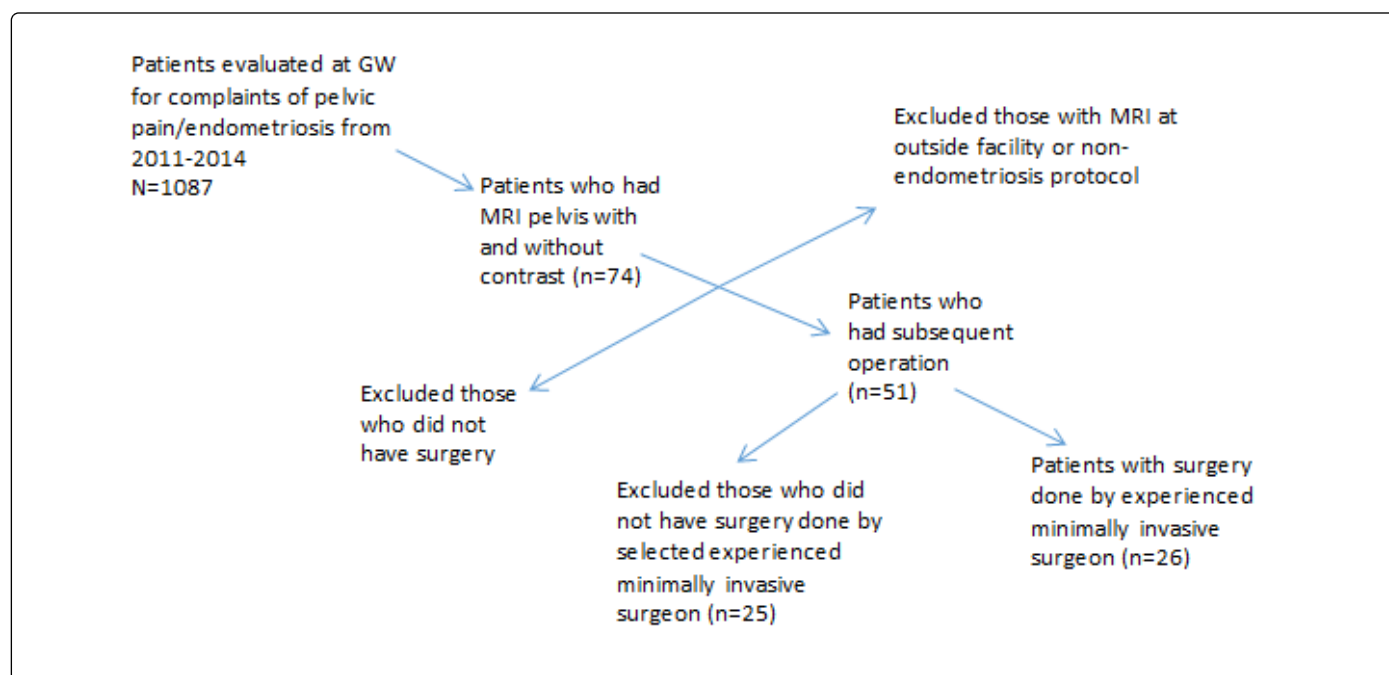 Patients evaluated at GW
for complaints of pelvic
pain/endometriosis from
2011-2014
N=1087
Excluded those with MRI at
outside facility or non-
endometriosis protocol
Patients who had
MRI pelvis with
and without
contrast (n=74)
Patients who
had subsequent
operation
(n=51)
Excluded those
who did not
have surgery
Excluded those who did
not have surgery done by
selected experienced
minimally invasive
surgeon (n=25)
Patients with surgery
done by experienced
minimally invasive
surgeon (n=26)